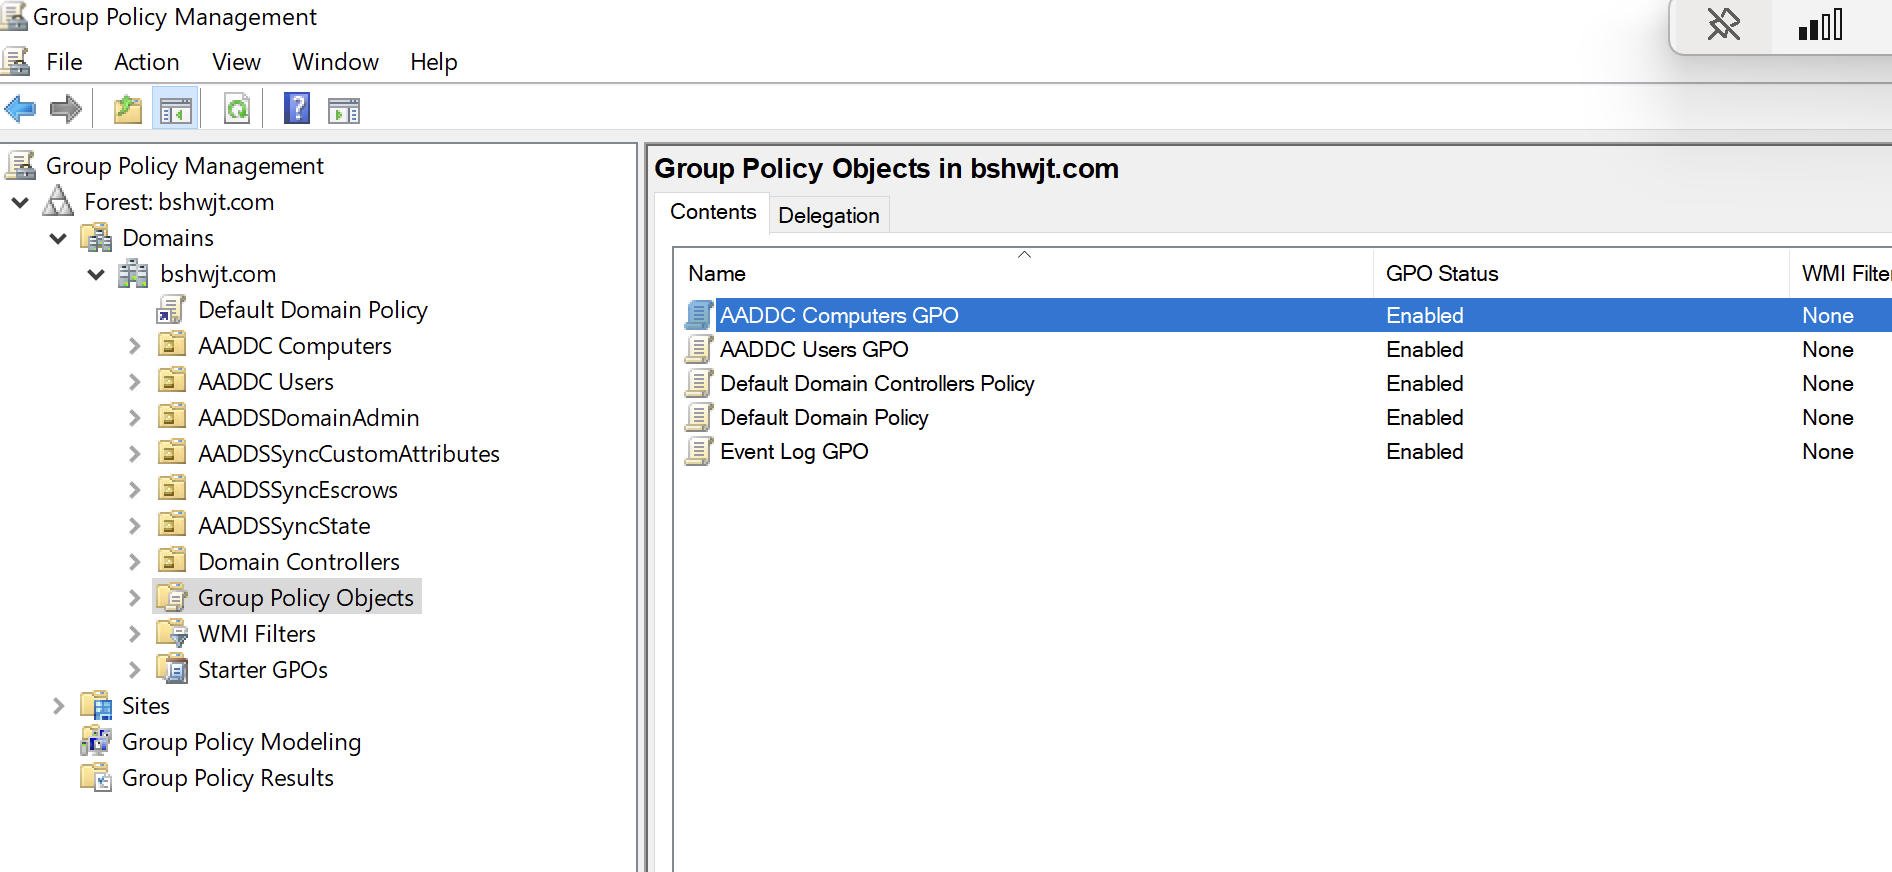 Group Policy Management
File Action View Window Help
Group Policy Management
Forest: bshwjt.com
Domains
bshwjt.com
Default Domain Policy
AADDC Computers
AADDC Users
AADDSDomainAdmin
AADDSSyncCustomAttributes
AADDSSyncEscrows
AADDSSyncState
Domain Controllers
Group Policy Objects
WMI Filters
Starter GPOs
Sites
Group Policy Modeling
Group Policy Results
Group Policy Objects in bshwjt.com
Contents Delegation
Name GPO Status WMI Filter
AADDC Computers GPO Enabled None
AADDC Users GPO Enabled None
Default Domain Controllers Policy Enabled None
Default Domain Policy Enabled None
Event Log GPO Enabled None